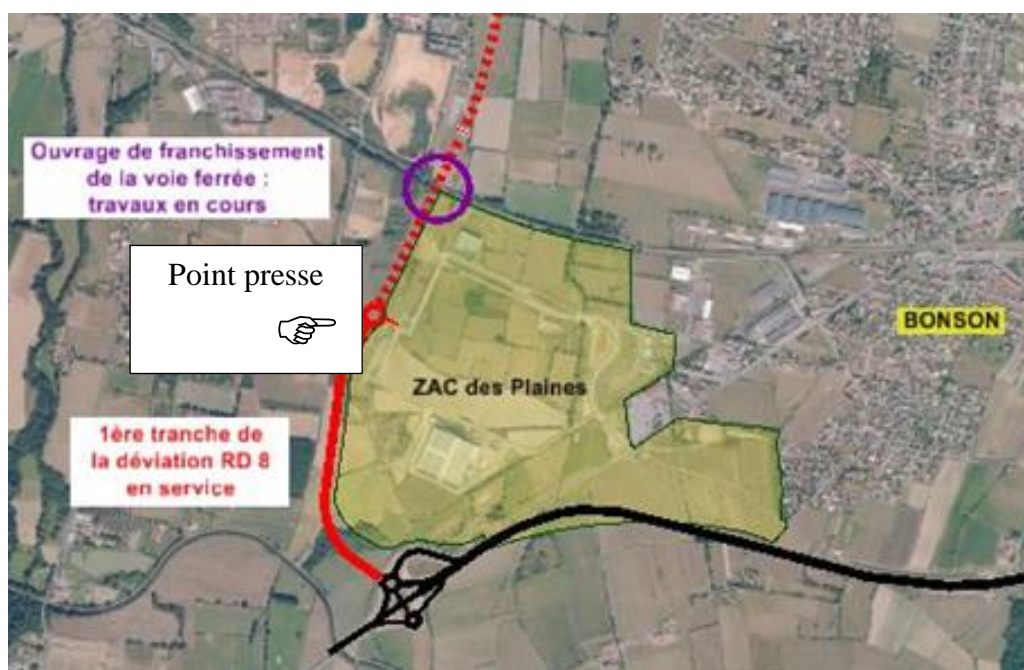 Ouvrage de franchissement
de la voie ferrée :
travaux en cours
Point presse
BONSON
ZAC des Plaines
1ère tranche de
la déviation RD 8
en service